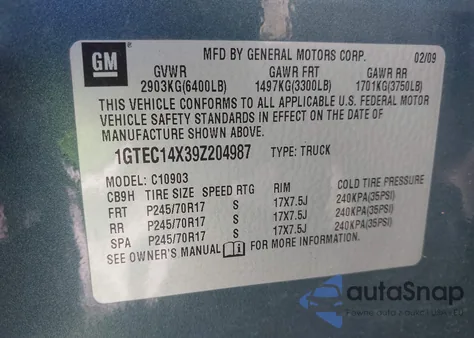 GM
MFD BY GENERAL MOTORS CORP. 02/09
GVWR GAWR FRT GAWR RR
2903KG(6400LB) 1497KG(3300LB) 1701KG(3750LB)
THIS VEHICLE CONFORMS TO ALL APPLICABLE U.S. FEDERAL MOTOR
VEHICLE SAFETY STANDARDS IN EFFECT ON THE DATE OF
MANUFACTURE SHOWN ABOVE.
1GTEC14X39Z204987 TYPE: TRUCK
MODEL: C10903
CB9H TIRE SIZE SPEED RTG RIM COLD TIRE PRESSURE
FRT P245/70R17 S 17X7.5J 240KPA(35PSI)
RR P245/70R17 S 17X7.5J 240KPA(35PSI)
SPA P245/70R17 S 17X7.5J 240KPA(35PSI)
SEE OWNER'S MANUAL FOR MORE INFORMATION.
autoSnap